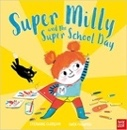 Super Milly
and the
Super School Day